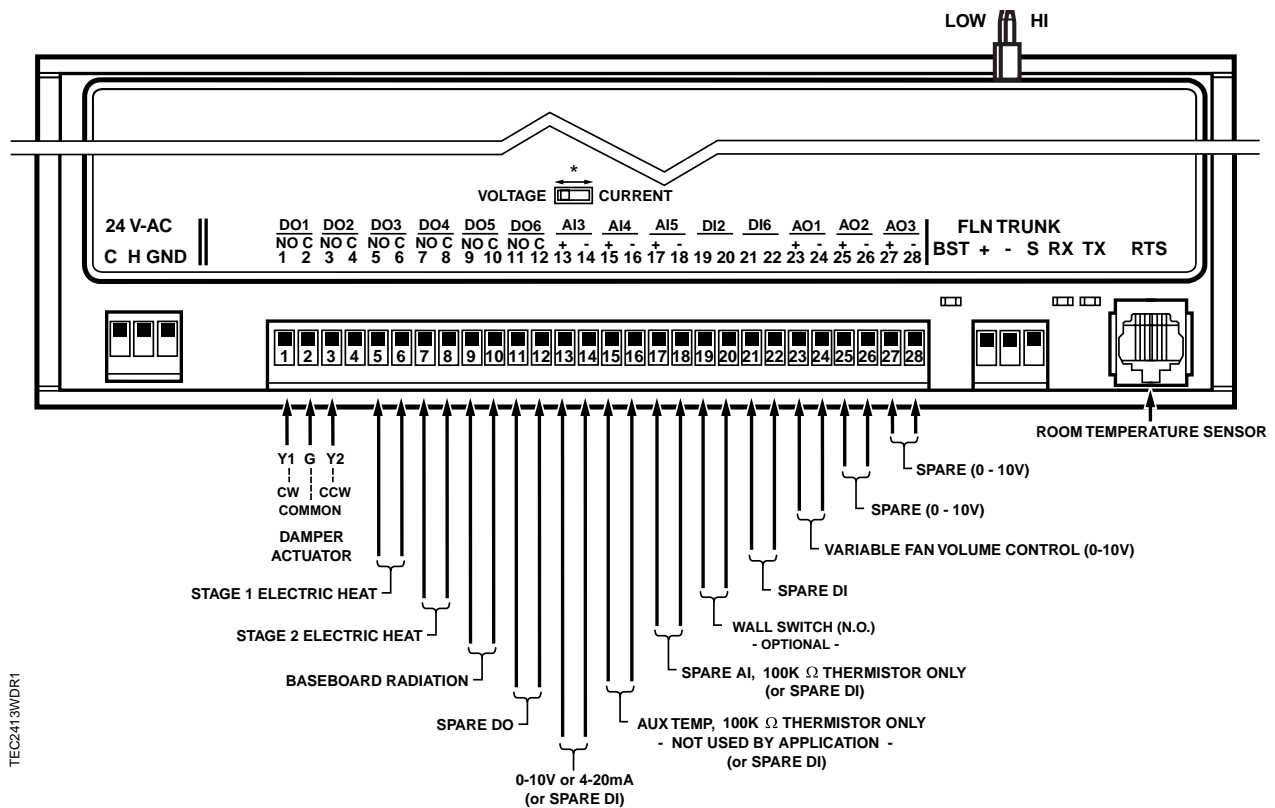 LOW HI
*
VOLTAGE CURRENT
24 V-AC
C H GND
DO1 DO2 DO3 DO4 DO5 DO6 AI3 AI4 AI5 DI2 DI6 AO1 AO2 AO3
NO C NO C NO C NO C NO C NO C + - + - + - + - + - + -
1 2 3 4 5 6 7 8 9 10 11 12 13 14 15 16 17 18 19 20 21 22 23 24 25 26 27 28
FLN TRUNK
BST + - S RX TX RTS
1 2 3 4 5 6 7 8 9 10 11 12 13 14 15 16 17 18 19 20 21 22 23 24 25 26 27 28
ROOM TEMPERATURE SENSOR
Y1 G Y2
CW CCW
COMMON
DAMPER
ACTUATOR
SPARE (0 - 10V)
SPARE (0 - 10V)
VARIABLE FAN VOLUME CONTROL (0-10V)
STAGE 1 ELECTRIC HEAT
SPARE DI
STAGE 2 ELECTRIC HEAT
WALL SWITCH (N.O.)
- OPTIONAL -
BASEBOARD RADIATION
SPARE AI, 100K Ω THERMISTOR ONLY
(or SPARE DI)
SPARE DO
AUX TEMP, 100K Ω THERMISTOR ONLY
- NOT USED BY APPLICATION -
(or SPARE DI)
0-10V or 4-20mA
(or SPARE DI)
TEC2413WDR1